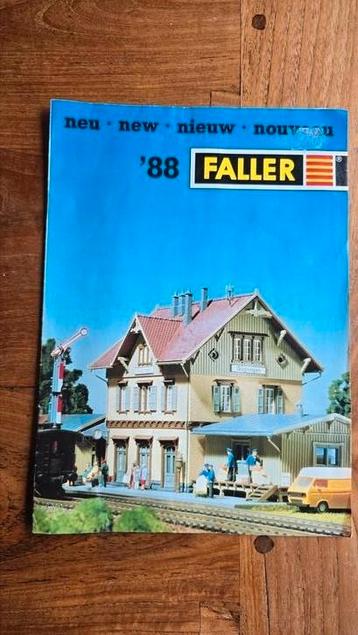 neu · new · nieuw · nouveau
'88 FALLER